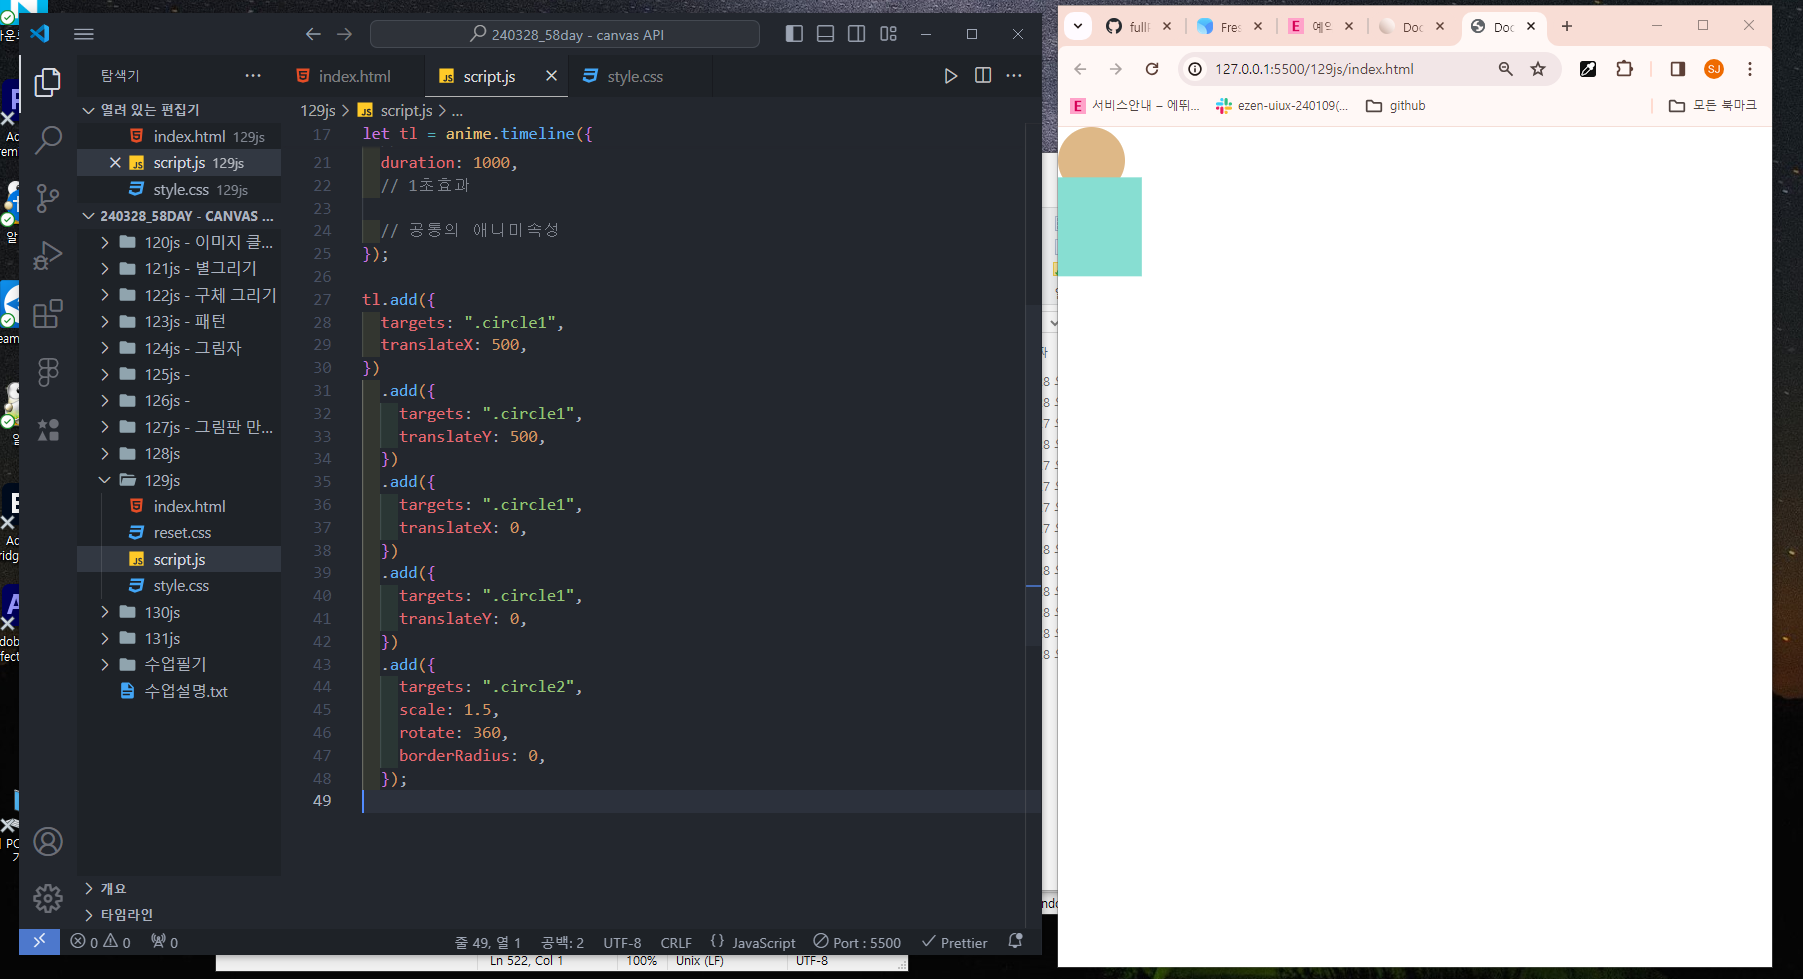 240328_58day - canvas API
탐색기
열려 있는 편집기
index.html 129js
script.js 129js
style.css 129js
240328_58DAY - CANVAS ...
120js - 이미지 클...
121js - 별그리기
122js - 구체 그리기
123js - 패턴
124js - 그림자
125js -
126js -
127js - 그림판 만...
128js
129js
index.html
reset.css
script.js
style.css
130js
131js
수업필기
수업설명.txt
개요
타임라인
index.html
script.js
style.css
129js > script.js > ...
17 let tl = anime.timeline({
21 duration: 1000,
22 // 1초효과
23
24 // 공통의 애니미속성
25 });
26
27 tl.add({
28 targets: ".circle1",
29 translateX: 500,
30 })
31 .add({
32 targets: ".circle1",
33 translateY: 500,
34 })
35 .add({
36 targets: ".circle1",
37 translateX: 0,
38 })
39 .add({
40 targets: ".circle1",
41 translateY: 0,
42 })
43 .add({
44 targets: ".circle2",
45 scale: 1.5,
46 rotate: 360,
47 borderRadius: 0,
48 });
49
0 0 0
줄 49, 열 1 공백: 2 UTF-8 CRLF {} JavaScript Port : 5500 Prettier
Ln 522, Col 1 100% Unix (LF) UTF-8
Doc
Doc
127.0.0.1:5500/129js/index.html
SJ
E 서비스안내 – 에뛰...
ezen-uiux-240109(...
github
모든 북마크